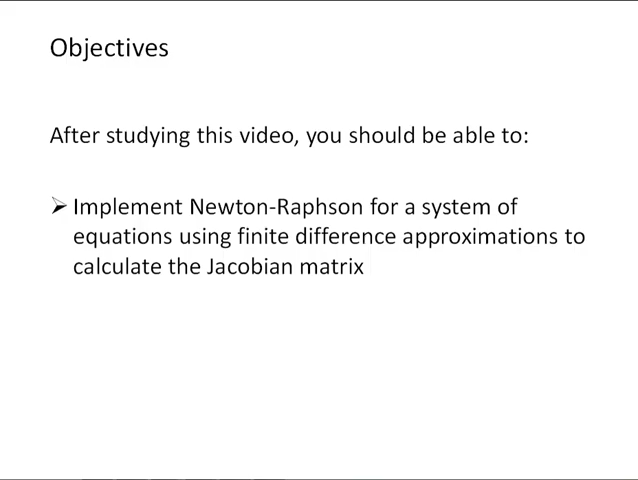 Objectives
After studying this video, you should be able to:
➤ Implement Newton-Raphson for a system of
equations using finite difference approximations to
calculate the Jacobian matrix